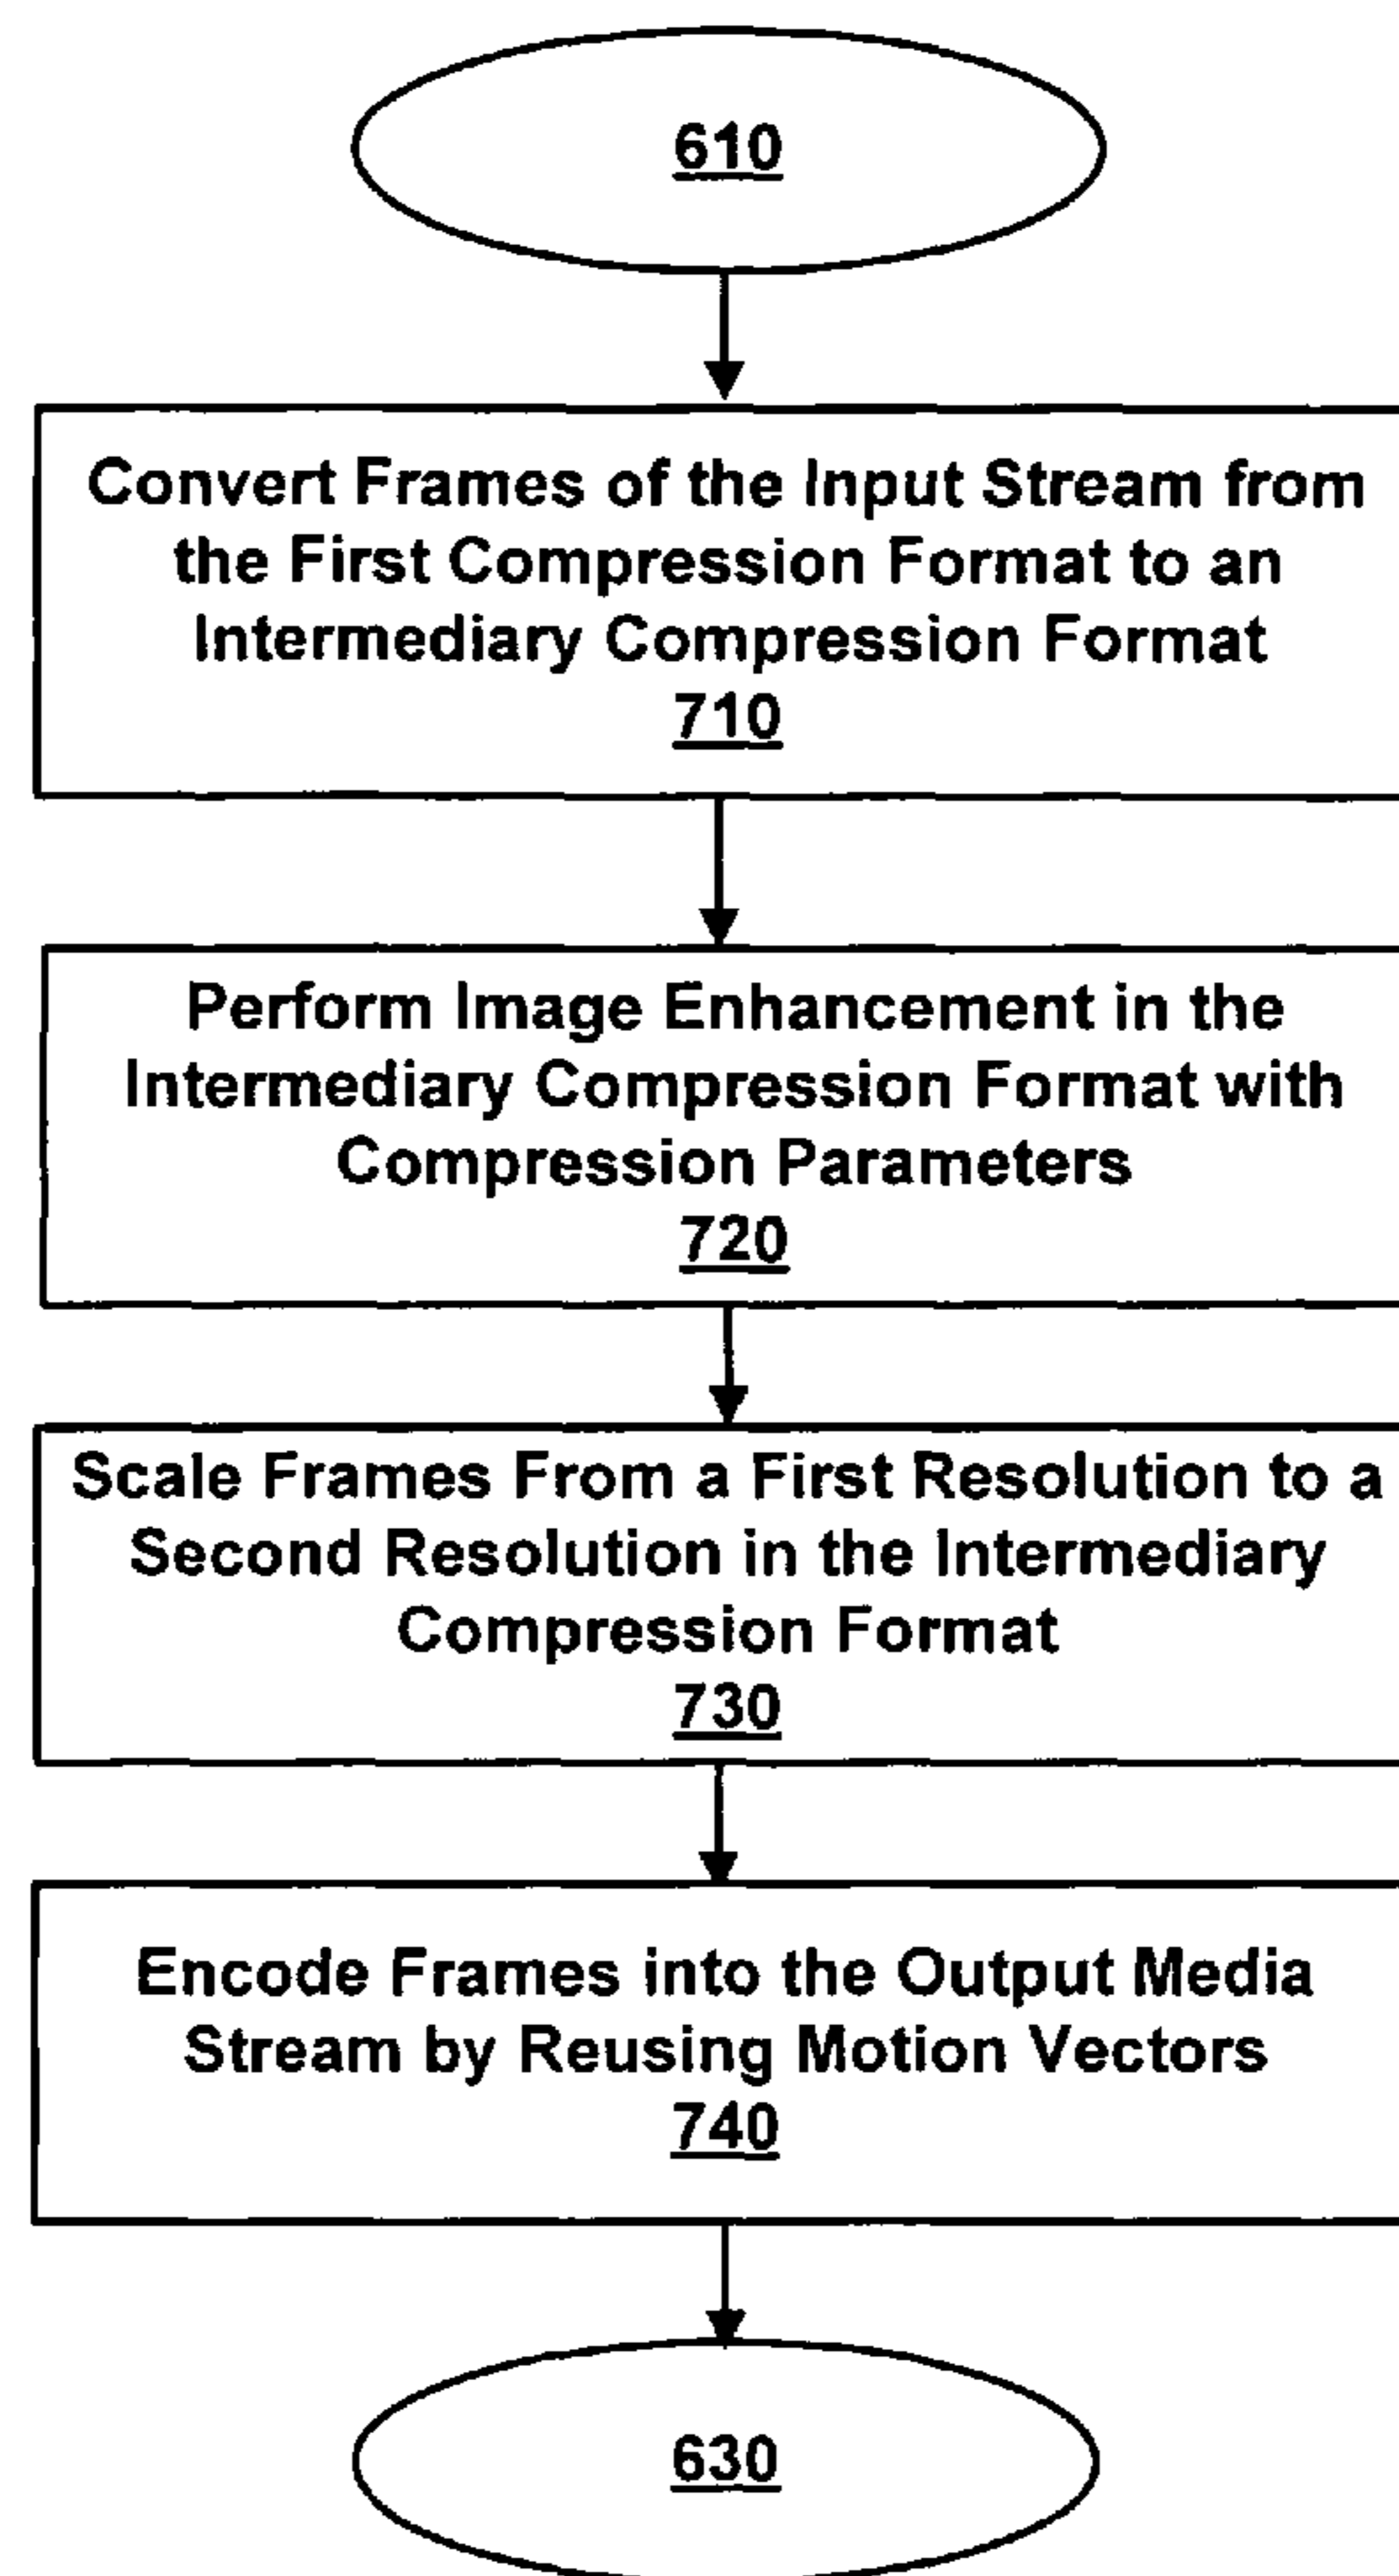 610
Convert Frames of the Input Stream from
the First Compression Format to an
Intermediary Compression Format
710
Perform Image Enhancement in the
Intermediary Compression Format with
Compression Parameters
720
Scale Frames From a First Resolution to a
Second Resolution in the Intermediary
Compression Format
730
Encode Frames into the Output Media
Stream by Reusing Motion Vectors
740
630